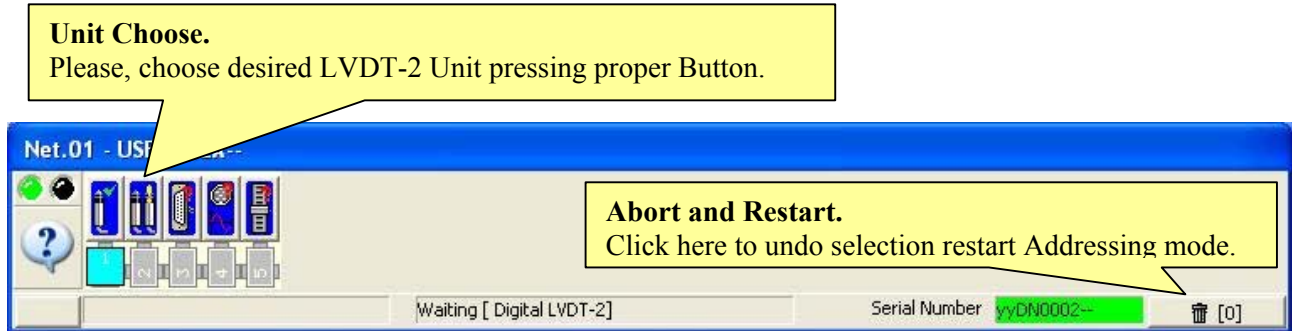 Unit Choose.
Please, choose desired LVDT-2 Unit pressing proper Button.
Net.01 - USB
Abort and Restart.
Click here to undo selection restart Addressing mode.
1 2 3 4 5
Waiting [ Digital LVDT-2]
Serial Number yyDN0002--
[0]